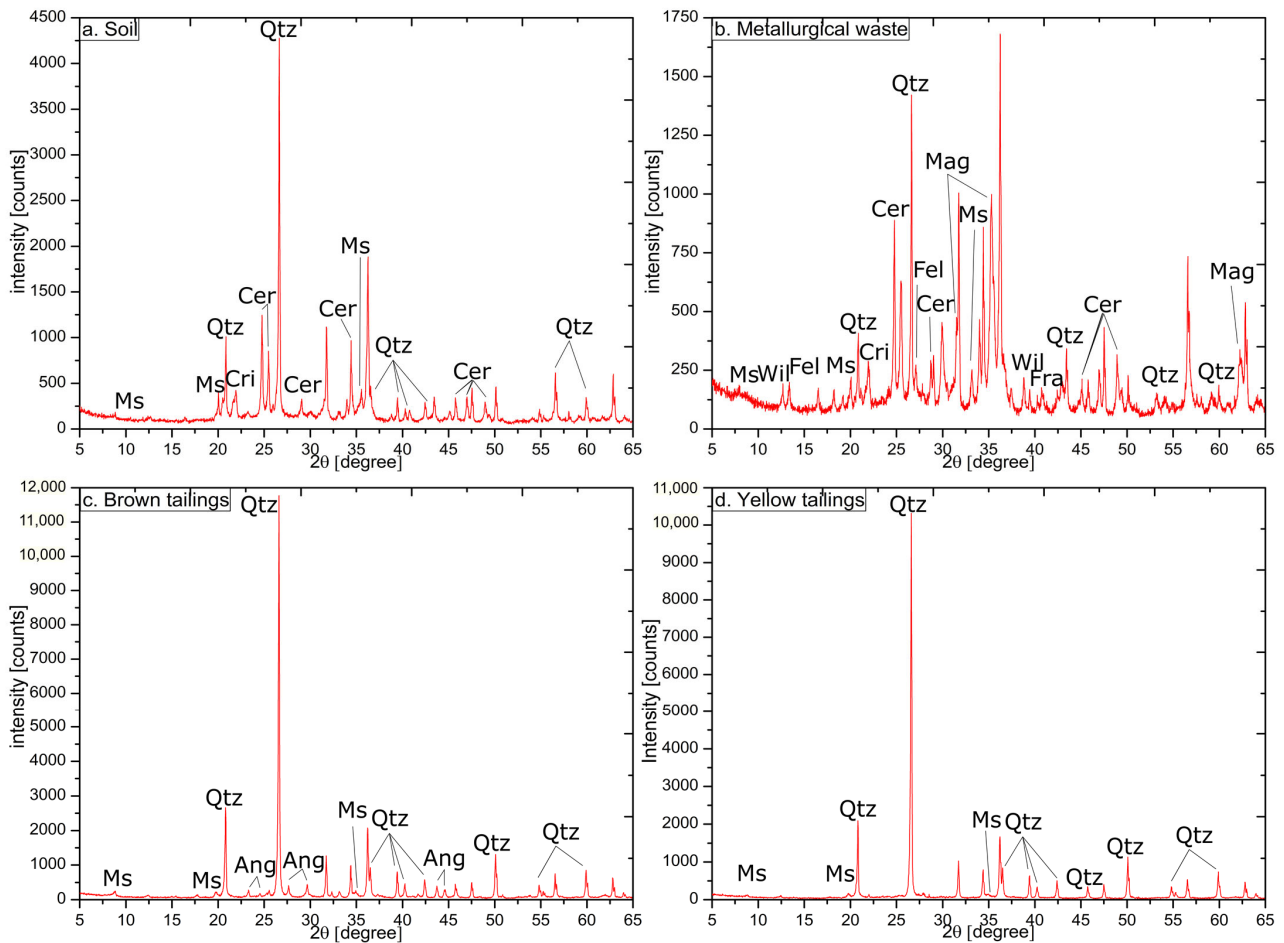 a. Soil
Qtz
Ms
Cer
Cer
Qtz
Qtz
Qtz
Ms
Cri
Cer
Cer
Ms
4500
4000
3500
3000
2500
2000
1500
1000
500
0
intensity [counts]
5 10 15 20 25 30 35 40 45 50 55 60 65
2θ [degree]
b. Metallurgical waste
Qtz
Mag
Cer
Ms
Fel
Mag
Cer
Cer
Qtz
Qtz
Cri
Wil
Ms
Wil
Fel
Ms
Fra
Qtz
Qtz
1750
1500
1250
1000
750
500
250
0
intensity [counts]
5 10 15 20 25 30 35 40 45 50 55 60 65
2θ [degree]
c. Brown tailings
Qtz
Qtz
Ms
Qtz
Qtz
Qtz
Ang
Ang
Ang
Ms
Ms
12,000
11,000
10,000
9000
8000
7000
6000
5000
4000
3000
2000
1000
0
intensity [counts]
5 10 15 20 25 30 35 40 45 50 55 60 65
2θ [degree]
d. Yellow tailings
Qtz
Qtz
Ms
Qtz
Qtz
Qtz
Ms
Ms
Qtz
11,000
10,000
9000
8000
7000
6000
5000
4000
3000
2000
1000
0
Intensity [counts]
5 10 15 20 25 30 35 40 45 50 55 60 65
2θ [degree]